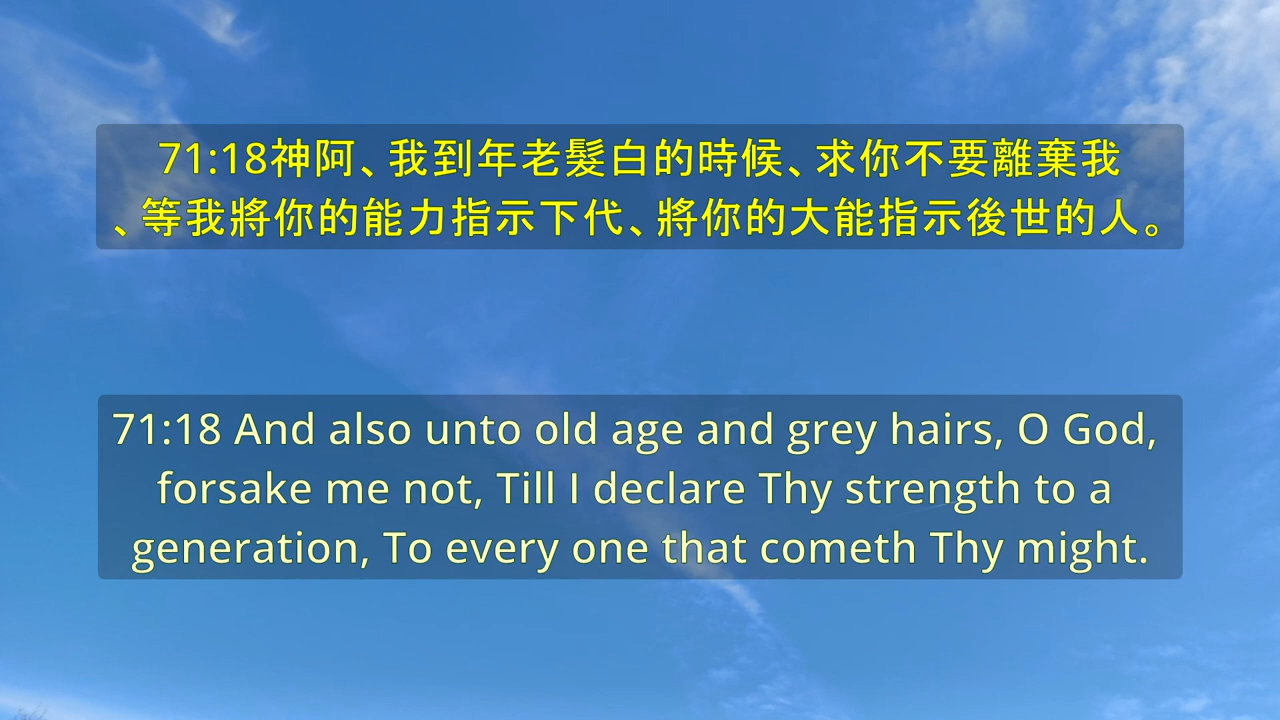 71:18神阿、我到年老髮白的時候、求你不要離棄我
、等我將你的能力指示下代、將你的大能指示後世的人。
71:18 And also unto old age and grey hairs, O God,
forsake me not, Till I declare Thy strength to a
generation, To every one that cometh Thy might.